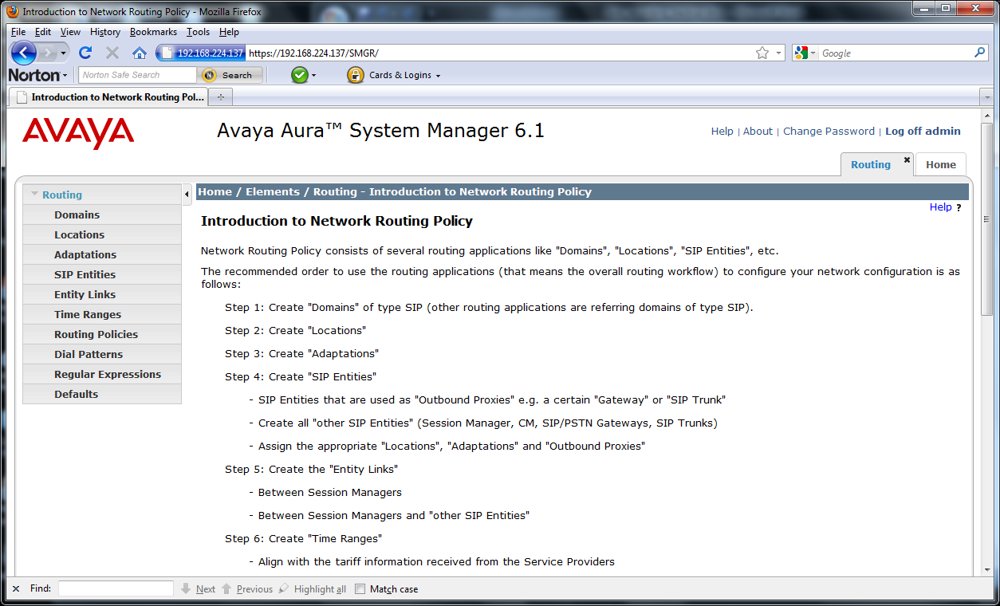 Introduction to Network Routing Policy - Mozilla Firefox
File Edit View History Bookmarks Tools Help
192.168.224.137 https://192.168.224.137/SMGR/ Google
Norton Norton Safe Search Search Cards & Logins
Introduction to Network Routing Pol...
AVAYA
Avaya Aura™ System Manager 6.1
Help | About | Change Password | Log off admin
Routing Home
Routing
Domains
Locations
Adaptations
SIP Entities
Entity Links
Time Ranges
Routing Policies
Dial Patterns
Regular Expressions
Defaults
Home / Elements / Routing - Introduction to Network Routing Policy
Help ?
Introduction to Network Routing Policy
Network Routing Policy consists of several routing applications like "Domains", "Locations", "SIP Entities", etc.
The recommended order to use the routing applications (that means the overall routing workflow) to configure your network configuration is as
follows:
Step 1: Create "Domains" of type SIP (other routing applications are referring domains of type SIP).
Step 2: Create "Locations"
Step 3: Create "Adaptations"
Step 4: Create "SIP Entities"
- SIP Entities that are used as "Outbound Proxies" e.g. a certain "Gateway" or "SIP Trunk"
- Create all "other SIP Entities" (Session Manager, CM, SIP/PSTN Gateways, SIP Trunks)
- Assign the appropriate "Locations", "Adaptations" and "Outbound Proxies"
Step 5: Create the "Entity Links"
- Between Session Managers
- Between Session Managers and "other SIP Entities"
Step 6: Create "Time Ranges"
- Align with the tariff information received from the Service Providers
Find: Next Previous Highlight all Match case